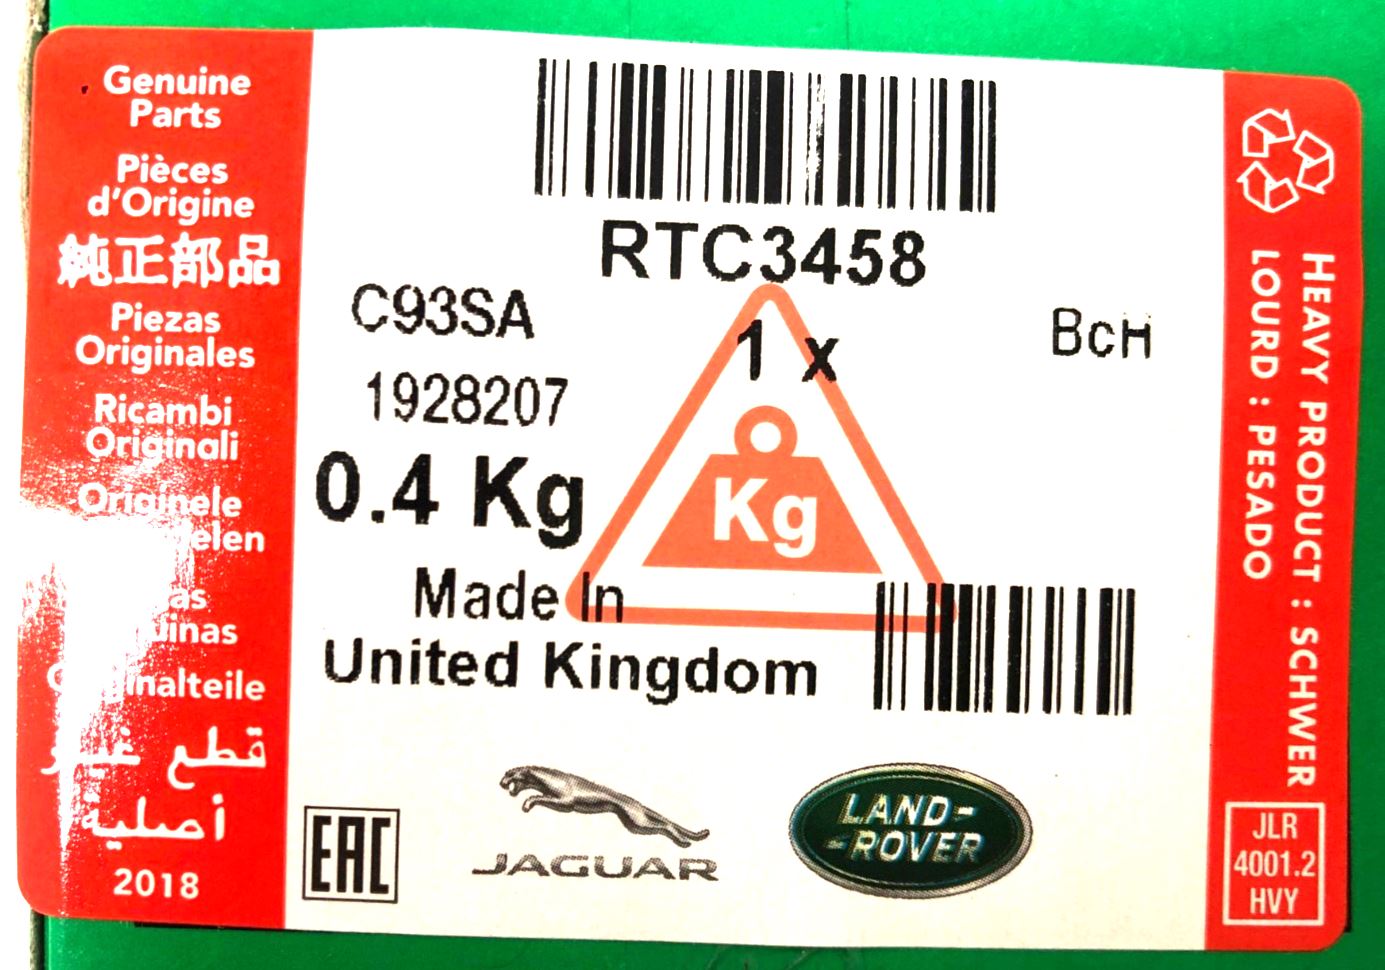 Genuine
Parts
Pièces
d'Origine
純正部品
Piezas
Originales
Ricambi
Originali
Originele
2018
RTC3458
C93SA
1 x
BcH
1928207
0.4 Kg
Kg
Made In
United Kingdom
EAC
JAGUAR
LAND-
-ROVER
HEAVY PRODUCT : SCHWER
LOURD : PESADO
JLR
4001.2
HVY
قطع
أصلية